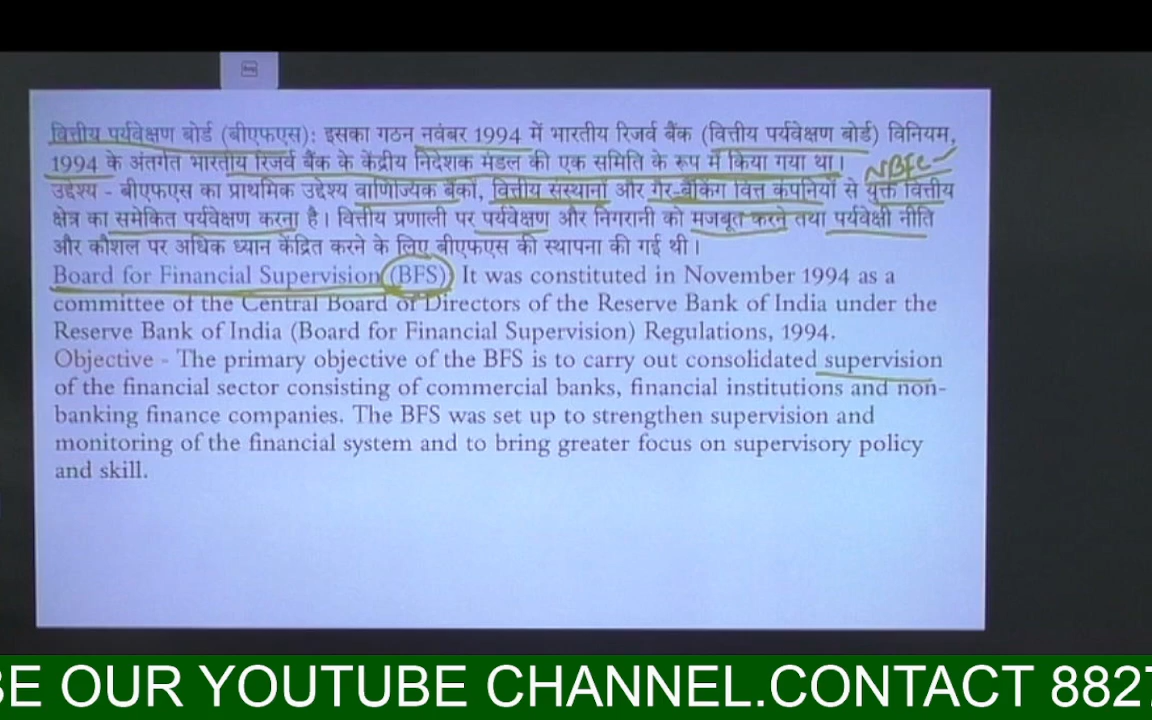 वित्तीय पर्यवेक्षण बोर्ड (बीएफएस): इसका गठन नवंबर 1994 में भारतीय रिजर्व बैंक (वित्तीय पर्यवेक्षण बोर्ड) विनियम,
1994 के अंतर्गत भारतीय रिजर्व बैंक के केंद्रीय निदेशक मंडल की एक समिति के रूप में किया गया था।
NBFC
उद्देश्य - बीएफएस का प्राथमिक उद्देश्य वाणिज्यिक बैंकों, वित्तीय संस्थानों और गैर-बैंकिंग वित्त कंपनियों से युक्त वित्तीय
क्षेत्र का समेकित पर्यवेक्षण करना है। वित्तीय प्रणाली पर पर्यवेक्षण और निगरानी को मजबूत करने तथा पर्यवेक्षी नीति
और कौशल पर अधिक ध्यान केंद्रित करने के लिए बीएफएस की स्थापना की गई थी।
Board for Financial Supervision (BFS) It was constituted in November 1994 as a
committee of the Central Board of Directors of the Reserve Bank of India under the
Reserve Bank of India (Board for Financial Supervision) Regulations, 1994.
Objective - The primary objective of the BFS is to carry out consolidated supervision
of the financial sector consisting of commercial banks, financial institutions and non-
banking finance companies. The BFS was set up to strengthen supervision and
monitoring of the financial system and to bring greater focus on supervisory policy
and skill.
BE OUR YOUTUBE CHANNEL.CONTACT 8827